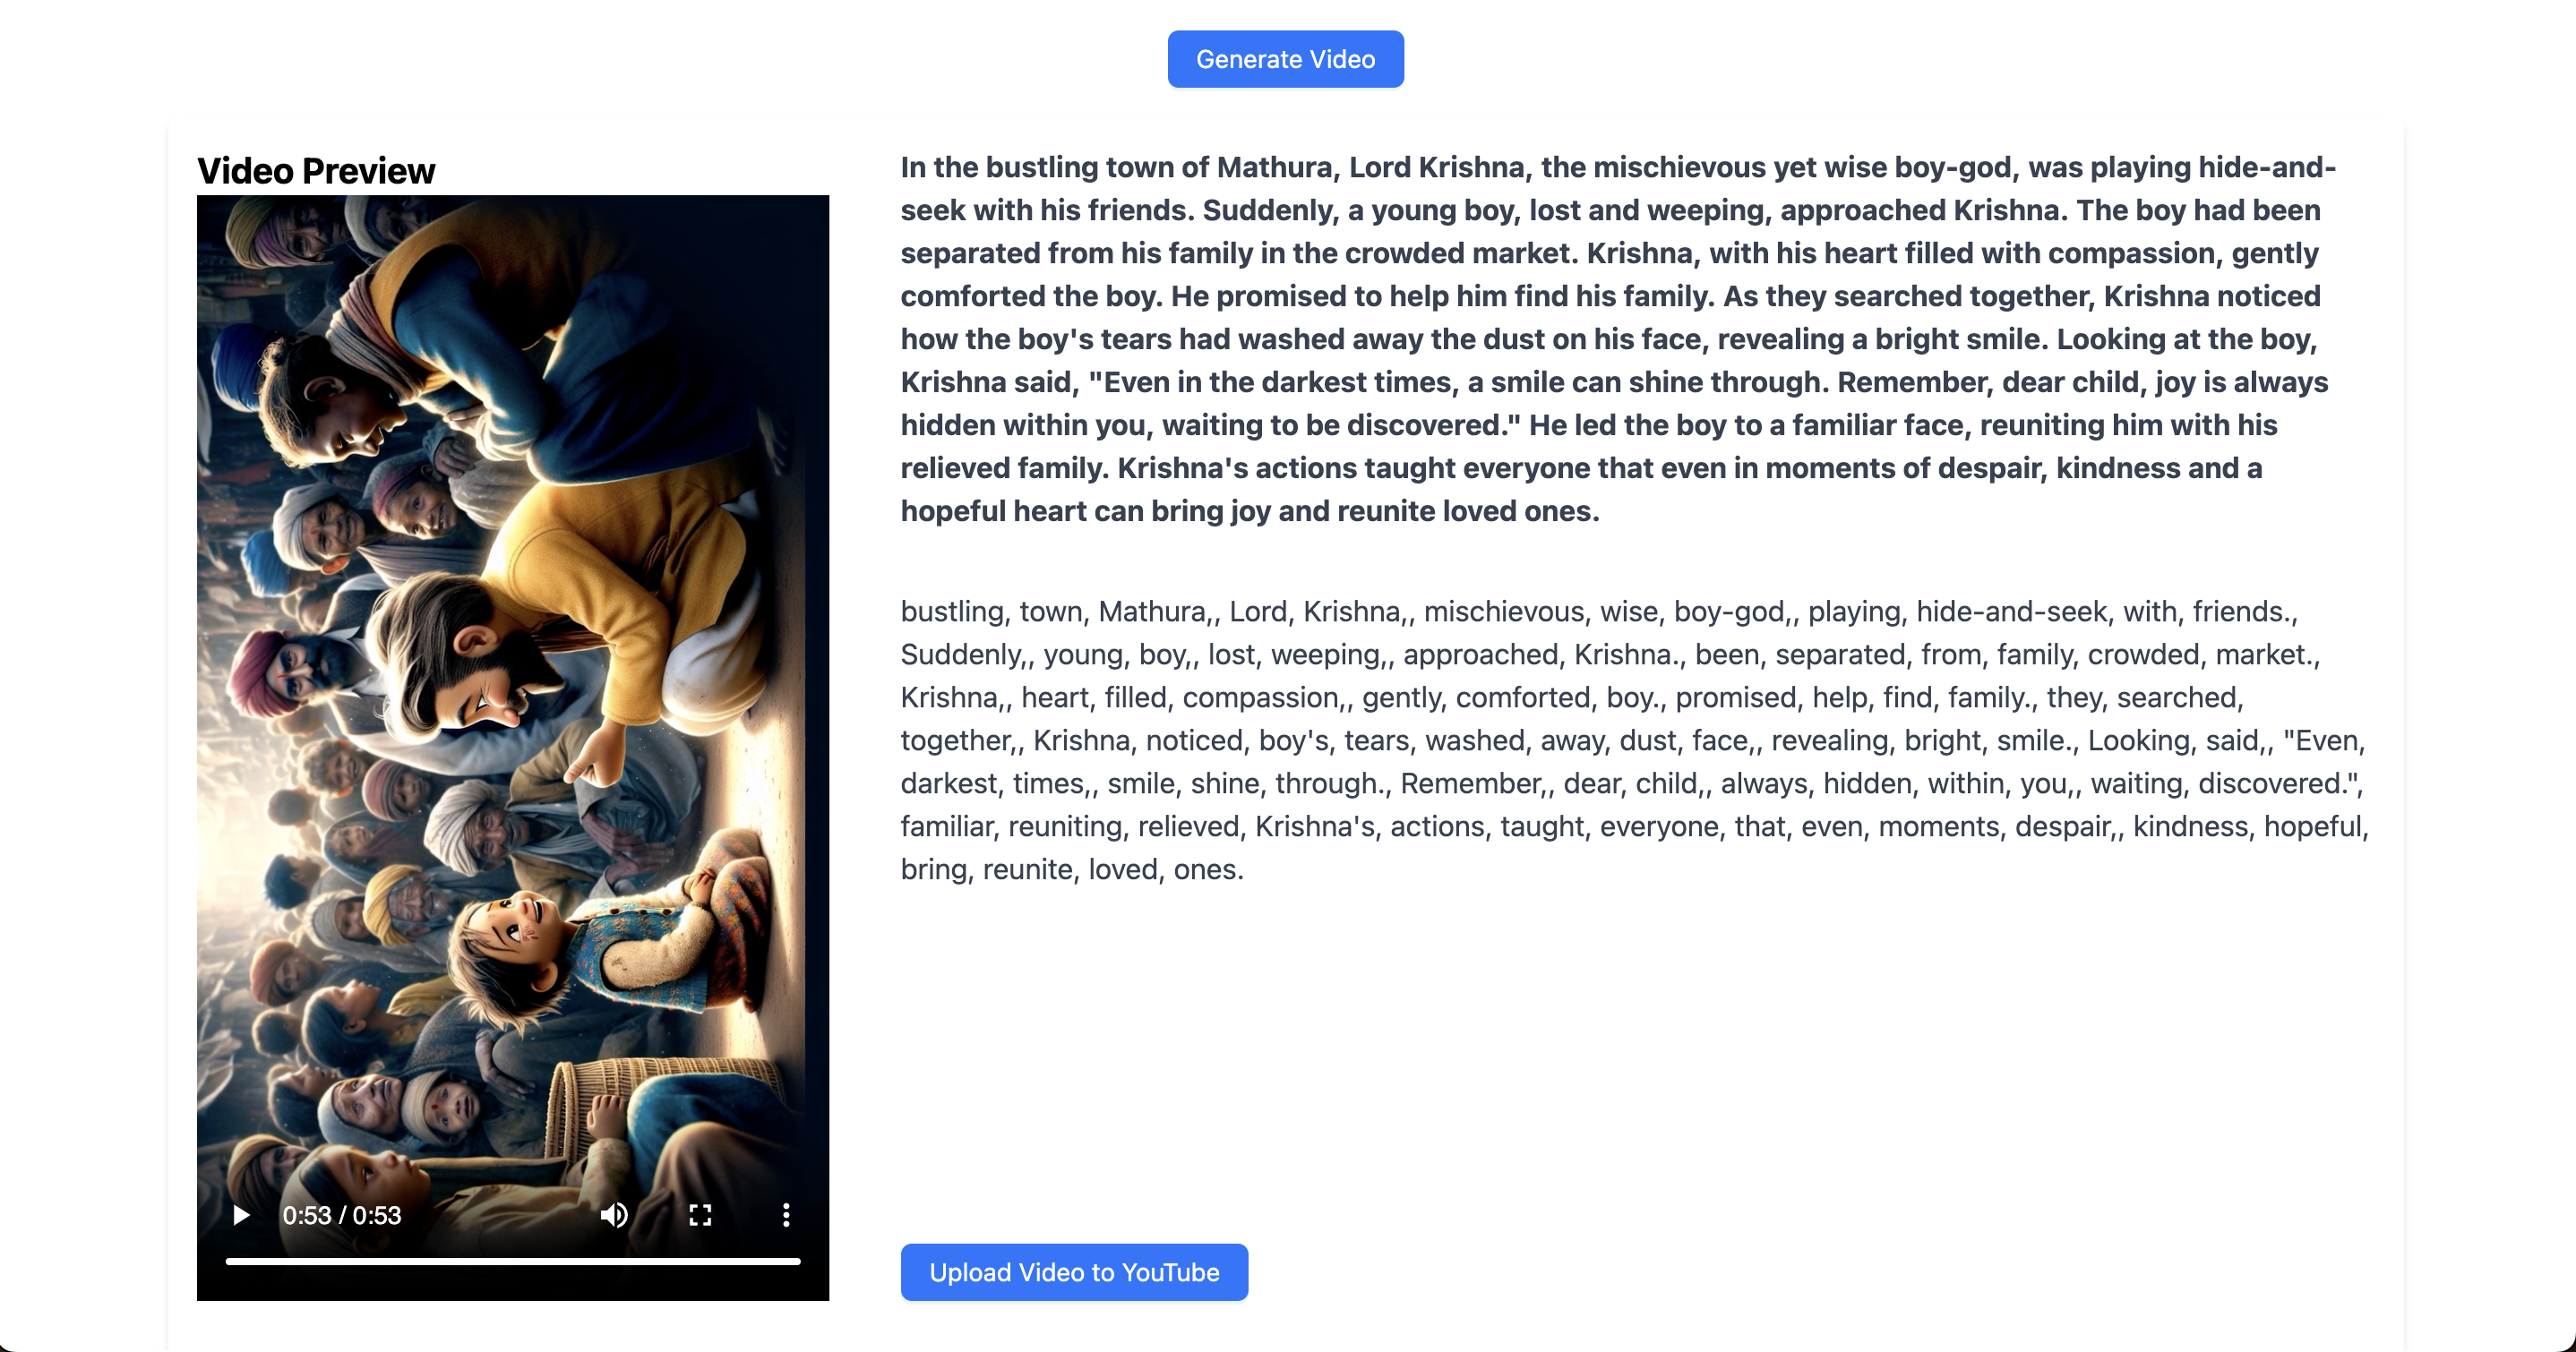 Generate Video
Video Preview
In the bustling town of Mathura, Lord Krishna, the mischievous yet wise boy-god, was playing hide-and-
seek with his friends. Suddenly, a young boy, lost and weeping, approached Krishna. The boy had been
separated from his family in the crowded market. Krishna, with his heart filled with compassion, gently
comforted the boy. He promised to help him find his family. As they searched together, Krishna noticed
how the boy's tears had washed away the dust on his face, revealing a bright smile. Looking at the boy,
Krishna said, "Even in the darkest times, a smile can shine through. Remember, dear child, joy is always
hidden within you, waiting to be discovered." He led the boy to a familiar face, reuniting him with his
relieved family. Krishna's actions taught everyone that even in moments of despair, kindness and a
hopeful heart can bring joy and reunite loved ones.
bustling, town, Mathura,, Lord, Krishna,, mischievous, wise, boy-god,, playing, hide-and-seek, with, friends.,
Suddenly,, young, boy,, lost, weeping,, approached, Krishna., been, separated, from, family, crowded, market.,
Krishna,, heart, filled, compassion,, gently, comforted, boy., promised, help, find, family., they, searched,
together,, Krishna, noticed, boy's, tears, washed, away, dust, face,, revealing, bright, smile., Looking, said,, "Even,
darkest, times,, smile, shine, through., Remember,, dear, child,, always, hidden, within, you,, waiting, discovered.",
familiar, reuniting, relieved, Krishna's, actions, taught, everyone, that, even, moments, despair,, kindness, hopeful,
bring, reunite, loved, ones.
0:53 / 0:53
Upload Video to YouTube